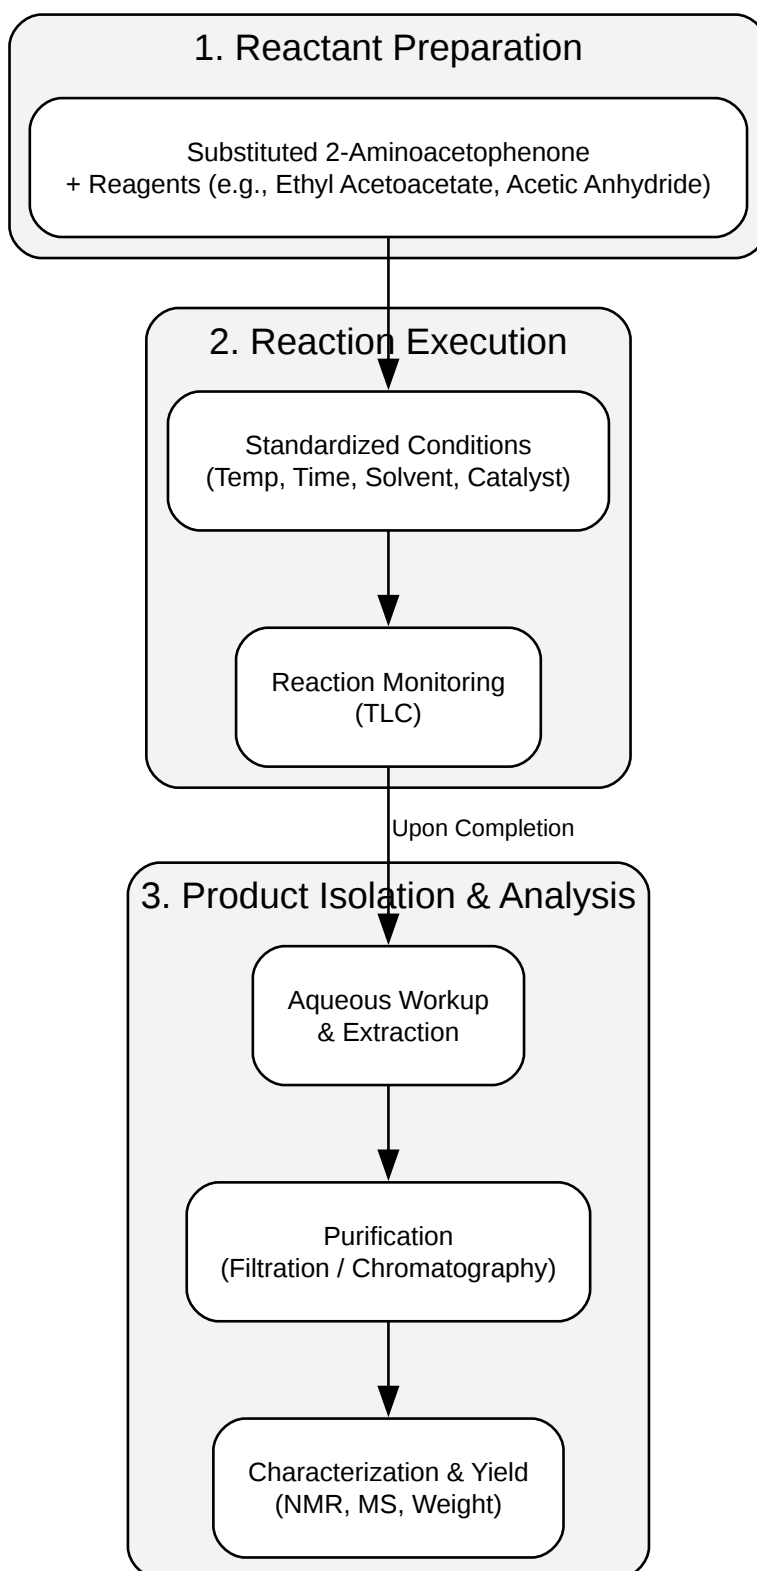 1. Reactant Preparation
Substituted 2-Aminoacetophenone
+ Reagents (e.g., Ethyl Acetoacetate, Acetic Anhydride)
2. Reaction Execution
Standardized Conditions
(Temp, Time, Solvent, Catalyst)
Reaction Monitoring
(TLC)
Upon Completion
3. Product Isolation & Analysis
Aqueous Workup
& Extraction
Purification
(Filtration / Chromatography)
Characterization & Yield
(NMR, MS, Weight)